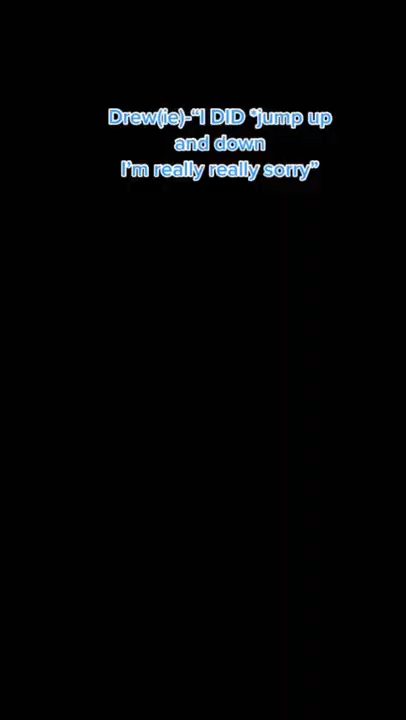 Drew(ie)-“I DID *jump up
and down
I’m really really sorry”